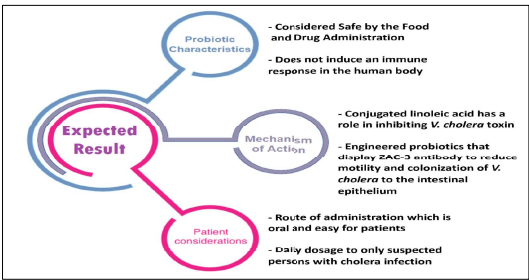 Probiotic
Characteristics
- Considered Safe by the Food
and Drug Administration
- Does not induce an immune
response in the human body
Expected
Result
Mechanism
of Action
- Conjugated linoleic acid has a
role in inhibiting V. cholera toxin
- Engineered probiotics that
display ZAC-3 antibody to reduce
motility and colonization of V.
cholera to the intestinal
epithelium
Patient
considerations
- Route of administration which is
oral and easy for patients
- Daily dosage to only suspected
persons with cholera infection